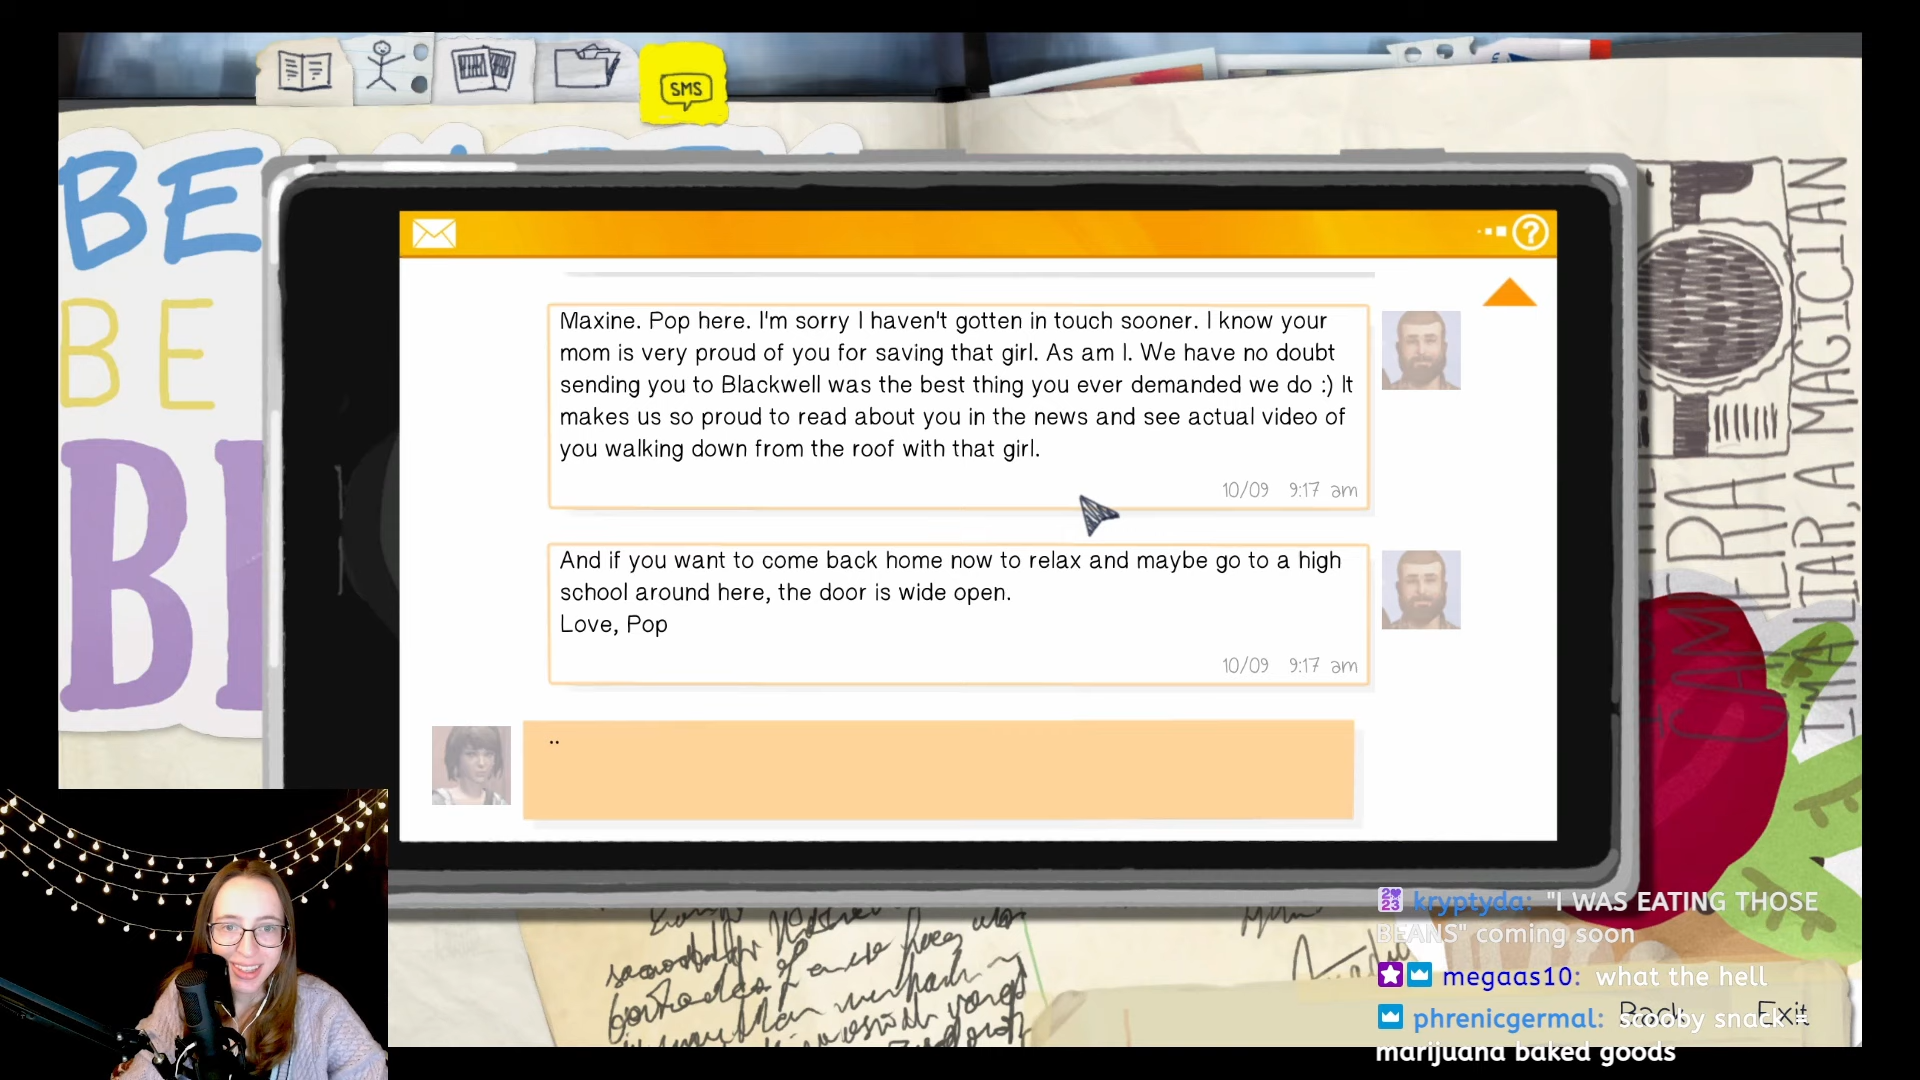 SMS
BE
BE
?
Maxine. Pop here. I'm sorry I haven't gotten in touch sooner. I know your
mom is very proud of you for saving that girl. As am I. We have no doubt
sending you to Blackwell was the best thing you ever demanded we do :) It
makes us so proud to read about you in the news and see actual video of
you walking down from the roof with that girl.
10/09 9:17 am
And if you want to come back home now to relax and maybe go to a high
school around here, the door is wide open.
Love, Pop
10/09 9:17 am
..
CAMERA
I'M A LIAR, A MAGICIAN
kryptyda: "I WAS EATING THOSE
BEANS" coming soon
megaas10: what the hell
phrenicgermal: scooby snack =
marijuana baked goods
Back
Exit